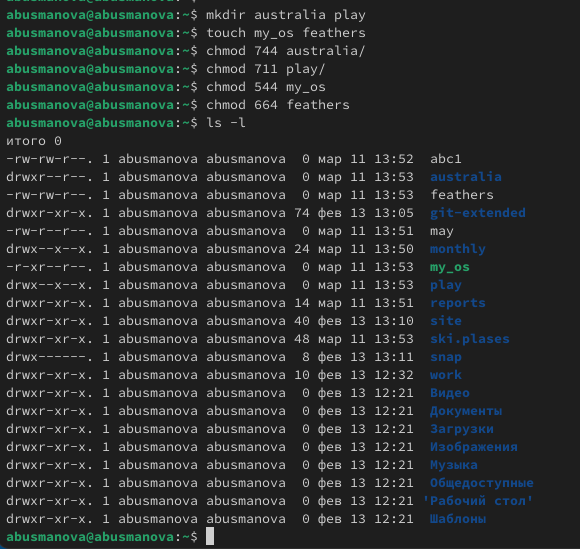 abusmanova@abusmanova:~$ mkdir australia play
abusmanova@abusmanova:~$ touch my_os feathers
abusmanova@abusmanova:~$ chmod 744 australia/
abusmanova@abusmanova:~$ chmod 711 play/
abusmanova@abusmanova:~$ chmod 544 my_os
abusmanova@abusmanova:~$ chmod 664 feathers
abusmanova@abusmanova:~$ ls -l
итого 0
-rw-rw-r--. 1 abusmanova abusmanova  0 мар 11 13:52  abc1
drwxr--r--. 1 abusmanova abusmanova  0 мар 11 13:53  australia
-rw-rw-r--. 1 abusmanova abusmanova  0 мар 11 13:53  feathers
drwxr-xr-x. 1 abusmanova abusmanova 74 фев 13 13:05  git-extended
-rw-r--r--. 1 abusmanova abusmanova  0 мар 11 13:51  may
drwx--x--x. 1 abusmanova abusmanova 24 мар 11 13:50  monthly
-r-xr--r--. 1 abusmanova abusmanova  0 мар 11 13:53  my_os
drwx--x--x. 1 abusmanova abusmanova  0 мар 11 13:53  play
drwxr-xr-x. 1 abusmanova abusmanova 14 мар 11 13:51  reports
drwxr-xr-x. 1 abusmanova abusmanova 40 фев 13 13:10  site
drwxr-xr-x. 1 abusmanova abusmanova 48 мар 11 13:53  ski.plases
drwx------. 1 abusmanova abusmanova  8 фев 13 13:11  snap
drwxr-xr-x. 1 abusmanova abusmanova 10 фев 13 12:32  work
drwxr-xr-x. 1 abusmanova abusmanova  0 фев 13 12:21  Видео
drwxr-xr-x. 1 abusmanova abusmanova  0 фев 13 12:21  Документы
drwxr-xr-x. 1 abusmanova abusmanova  0 фев 13 12:21  Загрузки
drwxr-xr-x. 1 abusmanova abusmanova  0 фев 13 12:21  Изображения
drwxr-xr-x. 1 abusmanova abusmanova  0 фев 13 12:21  Музыка
drwxr-xr-x. 1 abusmanova abusmanova  0 фев 13 12:21  Общедоступные
drwxr-xr-x. 1 abusmanova abusmanova  0 фев 13 12:21 'Рабочий стол'
drwxr-xr-x. 1 abusmanova abusmanova  0 фев 13 12:21  Шаблоны
abusmanova@abusmanova:~$